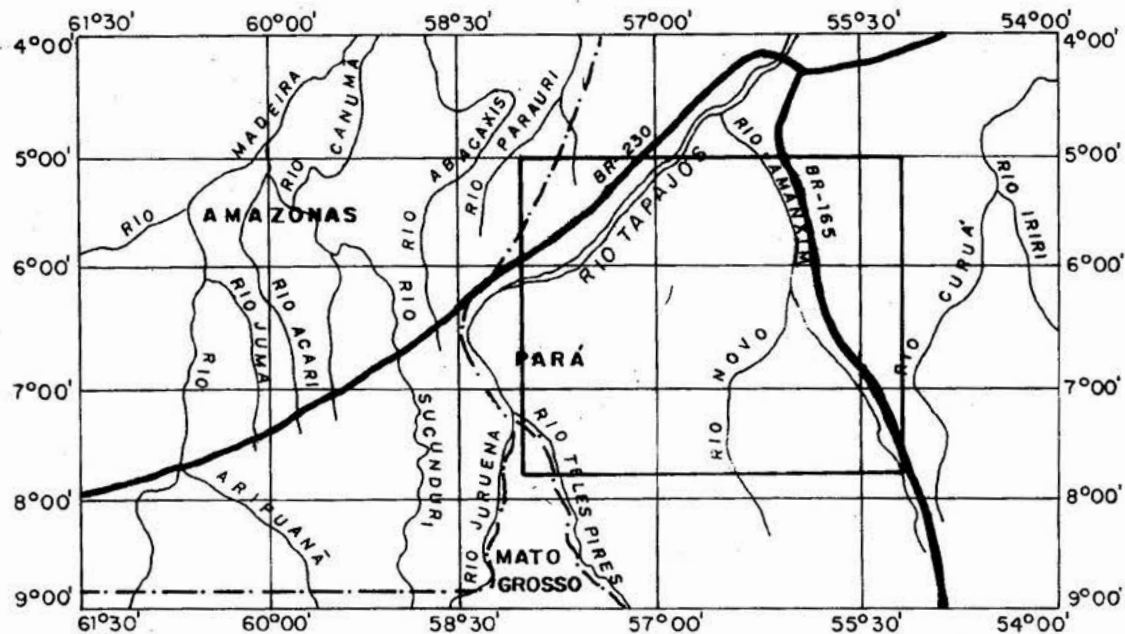 61°30' 60°00' 58°30' 57°00' 55°30' 54°00'
4°00' 4°00'
RIO MADEIRA
RIO CANUMÃ
RIO ABACAXIS
RIO PARAURI
BR-230
RIO TAPAJÓS
RIO JAMANXIM
BR-165
5°00' 5°00'
AMAZONAS
RIO IRIRI
RIO CURUÁ
6°00' 6°00'
RIO JUMA
RIO ACARI
RIO SUCUNDURI
PARÁ
RIO NOVO
7°00' 7°00'
RIO ARIPUANÃ
RIO JURUENA
RIO TELES PIRES
8°00' 8°00'
MATO
GROSSO
9°00' 9°00'
61°30' 60°00' 58°30' 57°00' 55°30' 54°00'